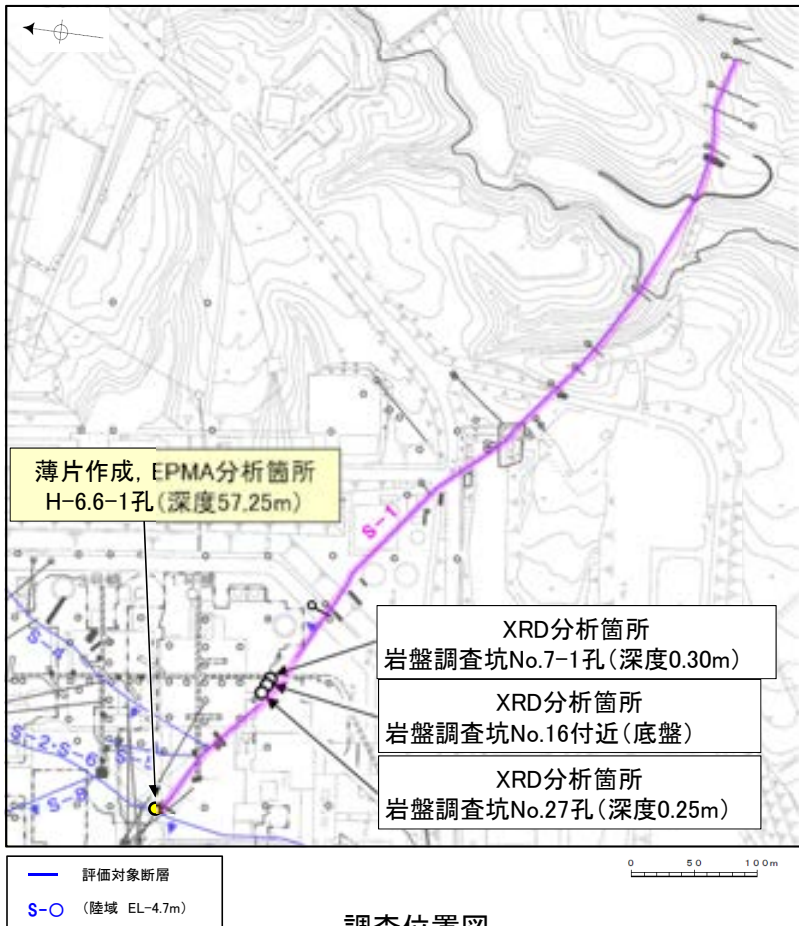 薄片作成，EPMA分析箇所
H-6.6-1孔（深度57.25m）
S-1
S-4
XRD分析箇所
岩盤調査坑No.7-1孔（深度0.30m）
XRD分析箇所
岩盤調査坑No.16付近（底盤）
XRD分析箇所
岩盤調査坑No.27孔（深度0.25m）
S-2・S-6
評価対象断層
S-○ （陸域 EL-4.7m）
0 50 100m
調査位置図